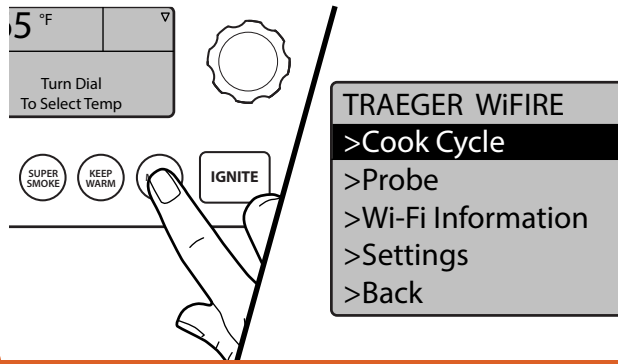 5 °F
Turn Dial
To Select Temp
SUPER
SMOKE
KEEP
WARM
IGNITE
TRAEGER WiFIRE
>Cook Cycle
>Probe
>Wi-Fi Information
>Settings
>Back